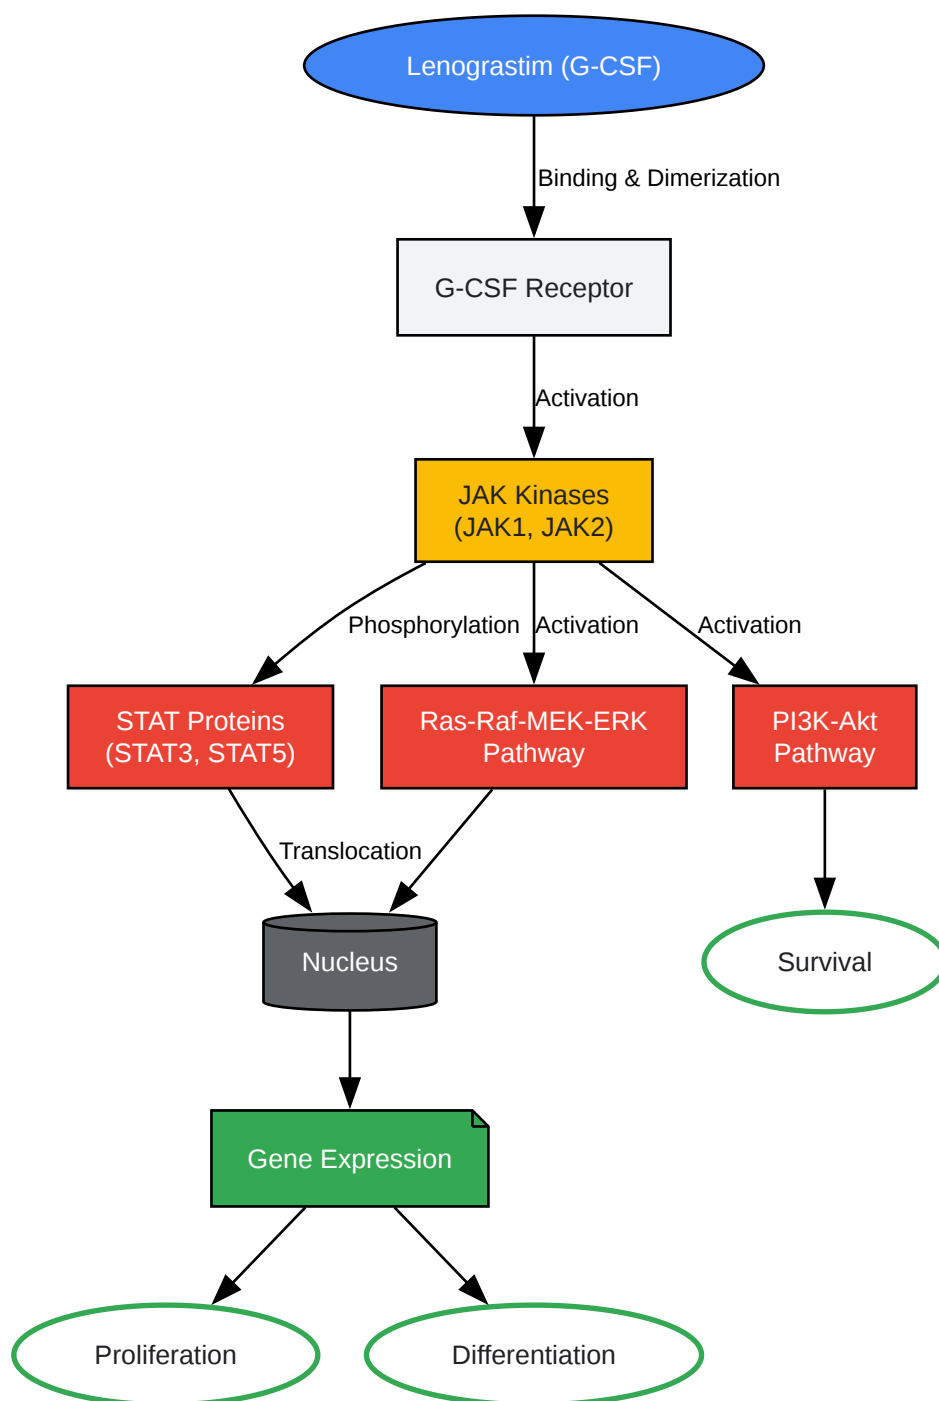 Lenograstim (G-CSF)
Binding & Dimerization
G-CSF Receptor
Activation
JAK Kinases
(JAK1, JAK2)
Phosphorylation
Activation
Activation
STAT Proteins
(STAT3, STAT5)
Ras-Raf-MEK-ERK
Pathway
PI3K-Akt
Pathway
Translocation
Nucleus
Survival
Gene Expression
Proliferation
Differentiation